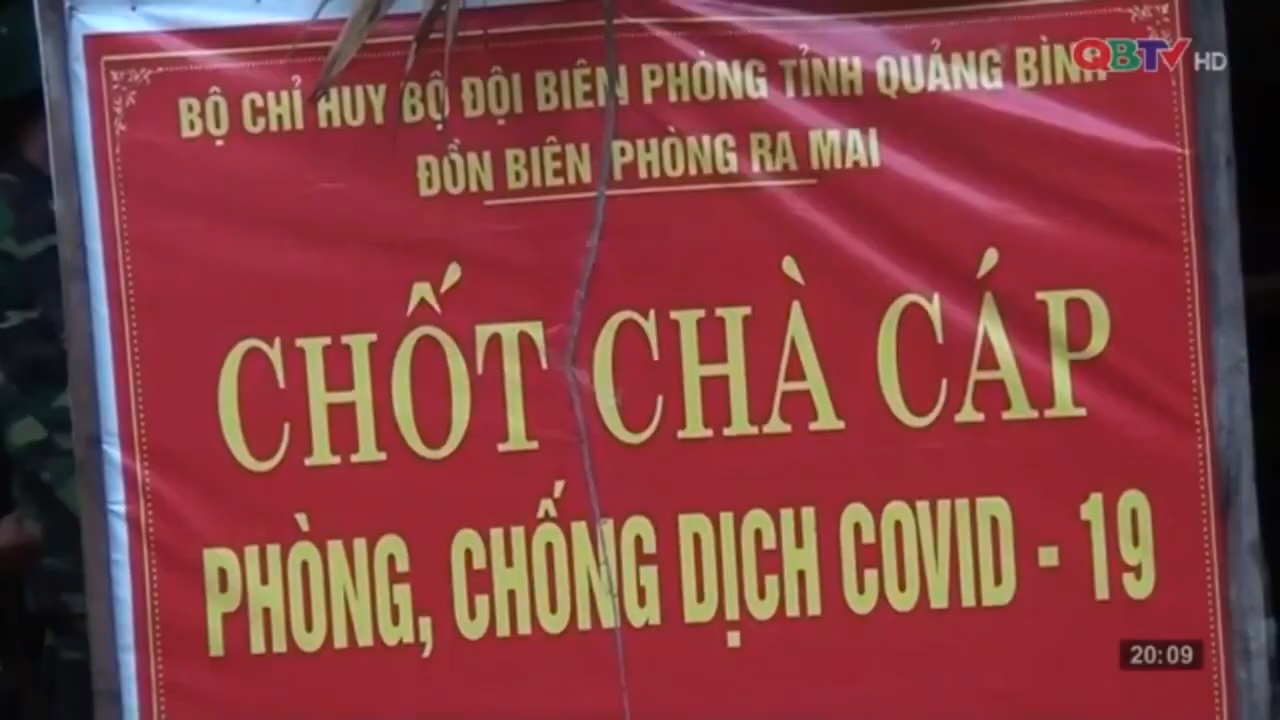 BỘ CHỈ HUY BỘ ĐỘI BIÊN PHÒNG TỈNH QUẢNG BÌNH
QBTV HD
ĐỒN BIÊN PHÒNG RA MAI
CHỐT CHÀ CÁP
PHÒNG, CHỐNG DỊCH COVID - 19
20:09